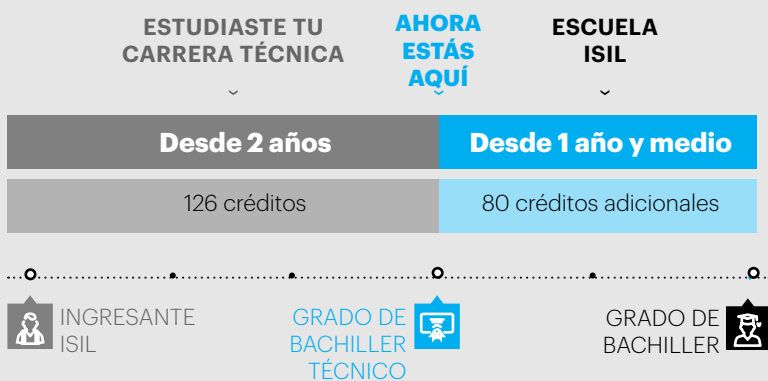 ESTUDIASTE TU
CARRERA TÉCNICA
AHORA
ESTÁS
AQUÍ
ESCUELA
ISIL
Desde 2 años
Desde 1 año y medio
126 créditos
80 créditos adicionales
INGRESANTE
ISIL
GRADO DE
BACHILLER
TÉCNICO
GRADO DE
BACHILLER